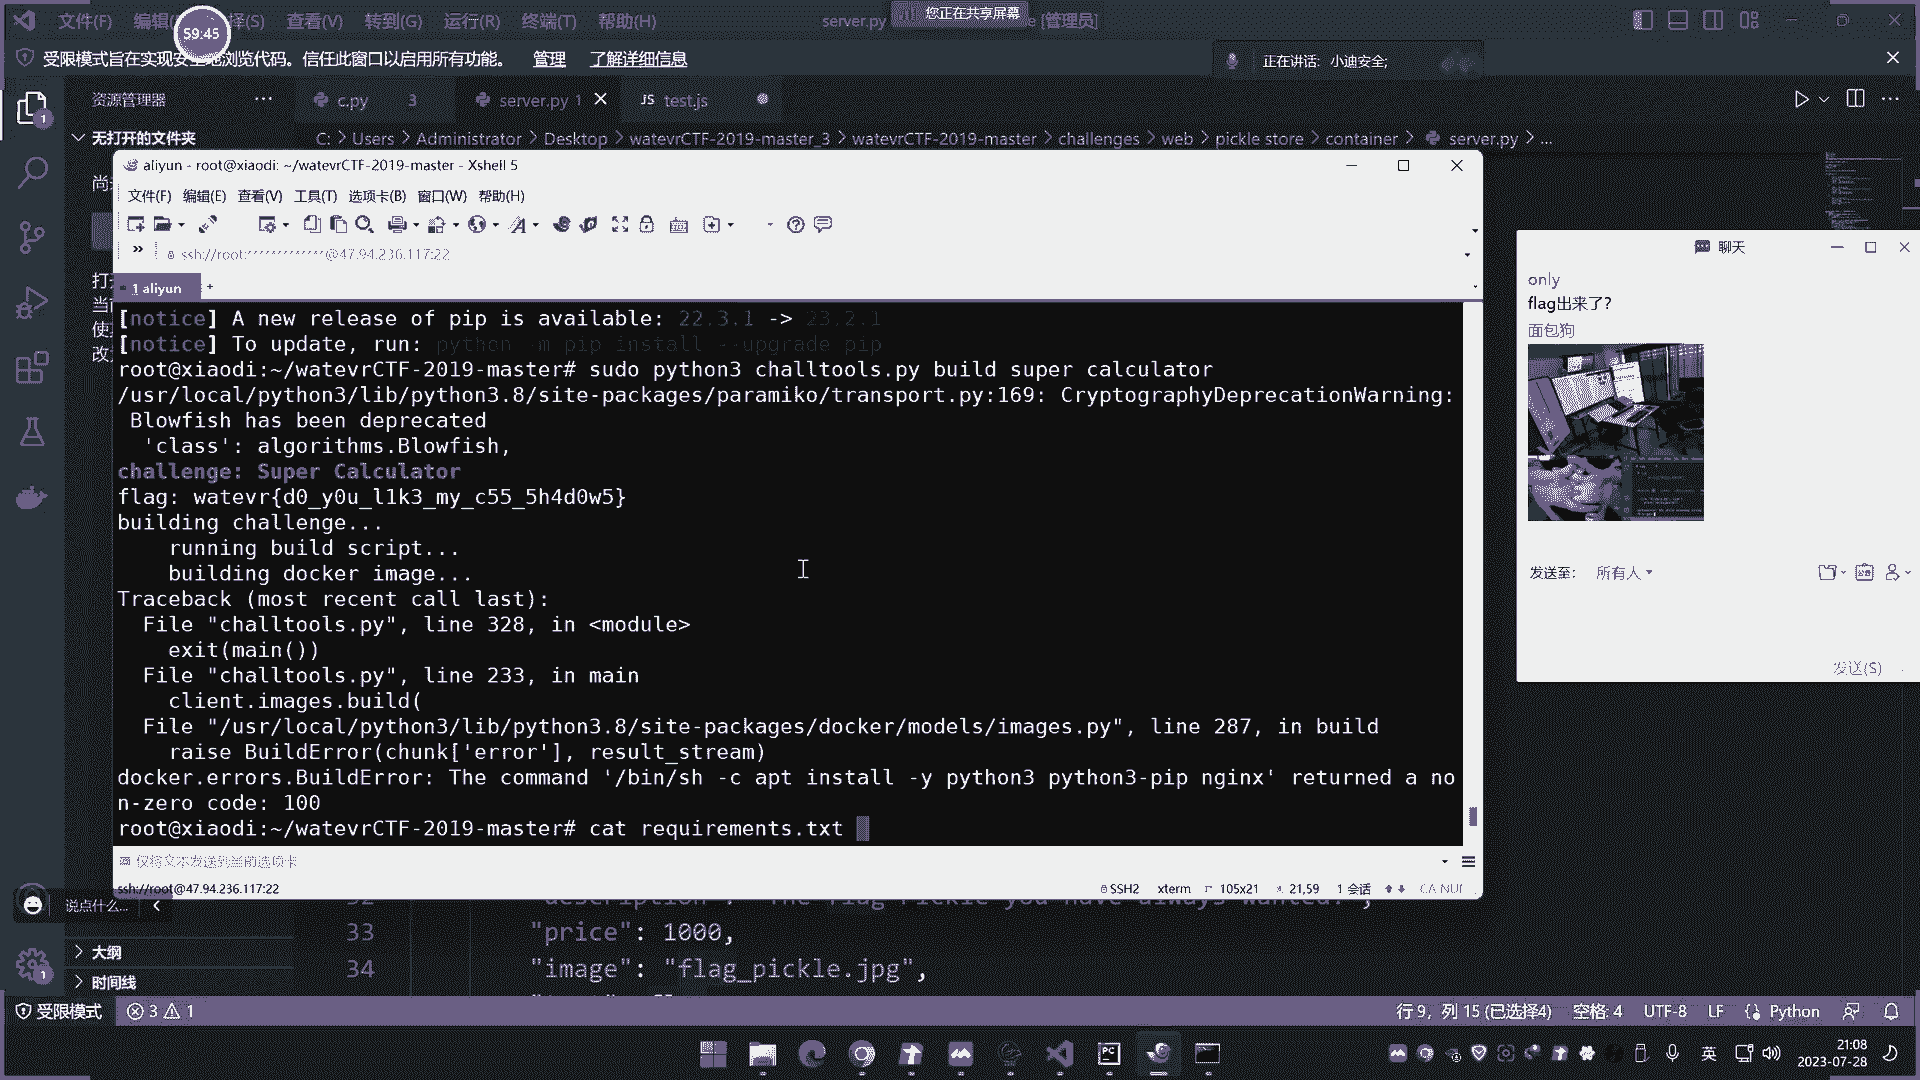 文件(F)
查看(V)
转到(G)
运行(R)
终端(T)
帮助(H)
server.py
您正在共享屏幕
[管理员]
59:45
受限模式旨在实现安全地浏览代码。信任此窗口以启用所有功能。
管理
了解详细信息
正在讲话: 小迪安全;
资源管理器
c.py 3
server.py 1
JS test.js
无打开的文件夹
C: > Users > Administrator > Desktop > watevrCTF-2019-master_3 > watevrCTF-2019-master > challenges > web > pickle store > container > server.py > ...
aliyun - root@xiaodi: ~/watevrCTF-2019-master - Xshell 5
文件(F) 编辑(E) 查看(V) 工具(T) 选项卡(B) 窗口(W) 帮助(H)
ssh://root:*************@47.94.236.117:22
1 aliyun
[notice] A new release of pip is available: 22.3.1 -> 23.2.1
[notice] To update, run: python -m pip install --upgrade pip
root@xiaodi:~/watevrCTF-2019-master# sudo python3 challtools.py build super calculator
/usr/local/python3/lib/python3.8/site-packages/paramiko/transport.py:169: CryptographyDeprecationWarning:
Blowfish has been deprecated
'class': algorithms.Blowfish,
challenge: Super Calculator
flag: watevr{d0_y0u_l1k3_my_c55_5h4d0w5}
building challenge...
running build script...
building docker image...
Traceback (most recent call last):
File "challtools.py", line 328, in <module>
exit(main())
File "challtools.py", line 233, in main
client.images.build(
File "/usr/local/python3/lib/python3.8/site-packages/docker/models/images.py", line 287, in build
raise BuildError(chunk['error'], result_stream)
docker.errors.BuildError: The command '/bin/sh -c apt install -y python3 python3-pip nginx' returned a no
n-zero code: 100
root@xiaodi:~/watevrCTF-2019-master# cat requirements.txt
仅将文本发送到当前选项卡
ssh://root@47.94.236.117:22
SSH2 xterm 105x21 21,59 1 会话
聊天
only
flag出来了?
面包狗
发送至: 所有人
发送(S)
说点什么...
33 "price": 1000,
34 "image": "flag_pickle.jpg",
大纲
时间线
受限模式
3
1
行 9，列 15 (已选择4) 空格: 4 UTF-8 LF Python
英
21:08
2023-07-28